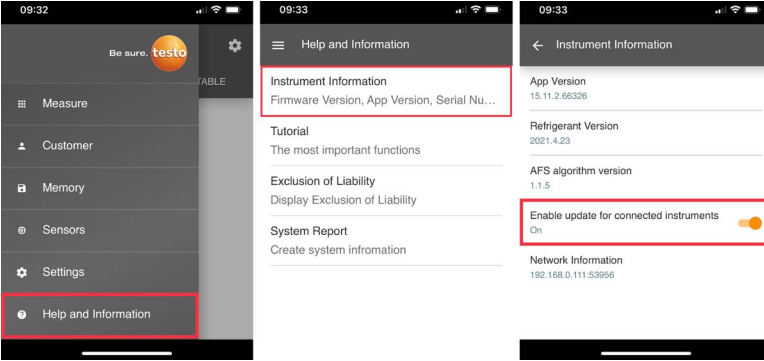 09:32
Be sure. testo
TABLE
Measure
Customer
Memory
Sensors
Settings
Help and Information
09:33
Help and Information
Instrument Information
Firmware Version, App Version, Serial Nu...
Tutorial
The most important functions
Exclusion of Liability
Display Exclusion of Liability
System Report
Create system infromation
09:33
Instrument Information
App Version
15.11.2.66326
Refrigerant Version
2021.4.23
AFS algorithm version
1.1.5
Enable update for connected instruments
On
Network Information
192.168.0.111:53956